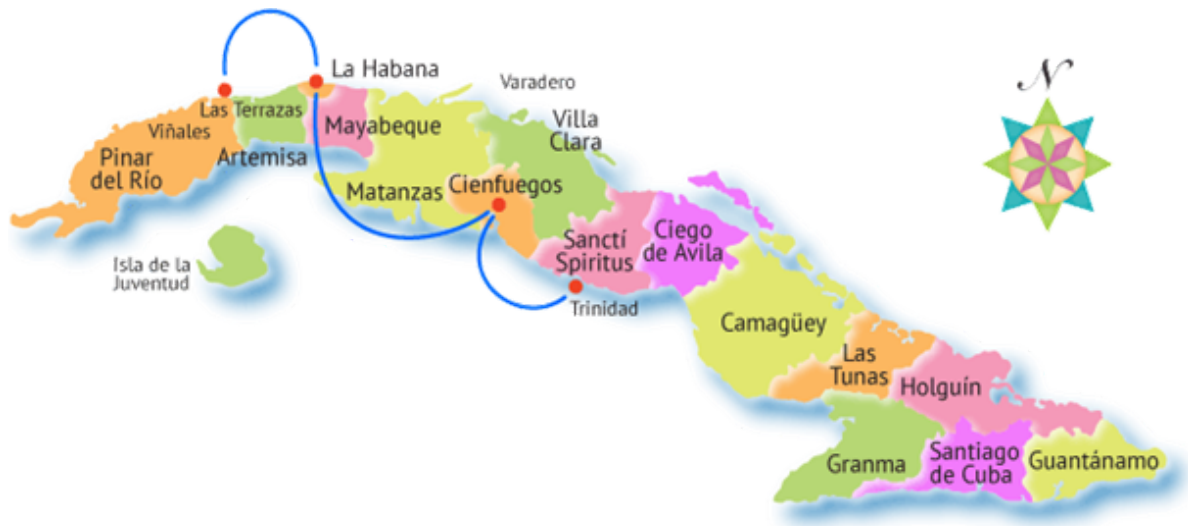 N
La Habana
Varadero
Las Terrazas
Viñales
Mayabeque
Villa
Clara
Artemisa
Pinar
del Río
Matanzas
Cienfuegos
Sanctí
Spiritus
Ciego
de Avila
Isla de la
Juventud
Trinidad
Camagüey
Las
Tunas
Holguín
Granma
Santiago
de Cuba
Guantánamo